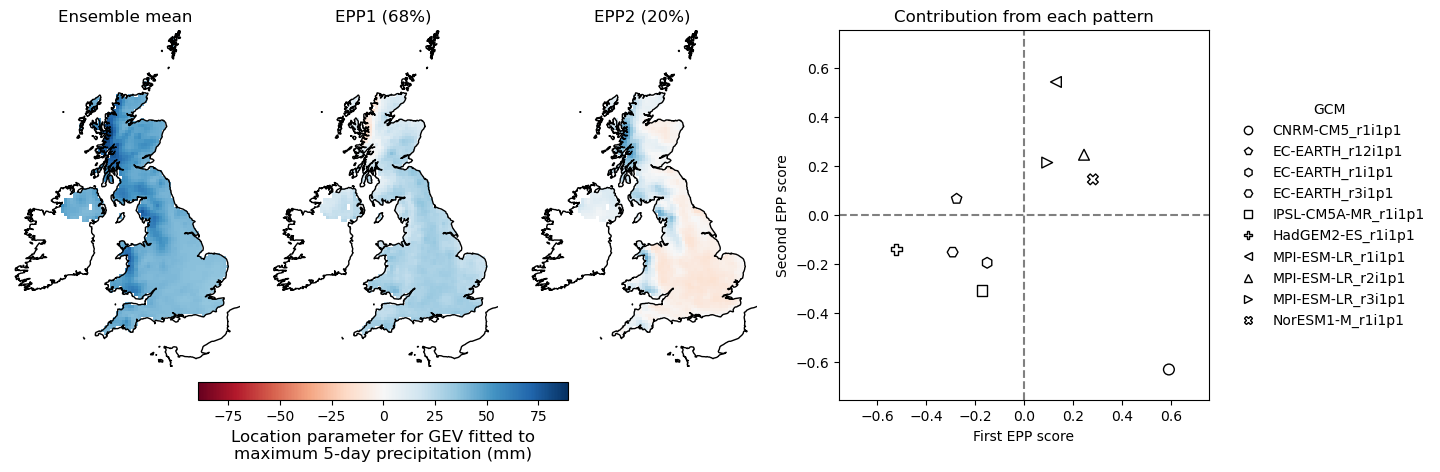 Ensemble mean
EPP1 (68%)
EPP2 (20%)
−75 −50 −25 0 25 50 75
Location parameter for GEV fitted to
maximum 5-day precipitation (mm)
Contribution from each pattern
Second EPP score
0.6
0.4
0.2
0.0
−0.2
−0.4
−0.6
−0.6 −0.4 −0.2 0.0 0.2 0.4 0.6
First EPP score
GCM
CNRM-CM5_r1i1p1
EC-EARTH_r12i1p1
EC-EARTH_r1i1p1
EC-EARTH_r3i1p1
IPSL-CM5A-MR_r1i1p1
HadGEM2-ES_r1i1p1
MPI-ESM-LR_r1i1p1
MPI-ESM-LR_r2i1p1
MPI-ESM-LR_r3i1p1
NorESM1-M_r1i1p1